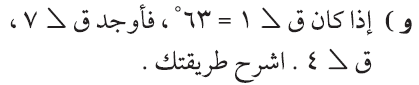 و ) إذا كان ق ∠ ١ = ٦٣°، فأوجد ق ∠ ٧،
ق ∠ ٤ . اشرح طريقتك .